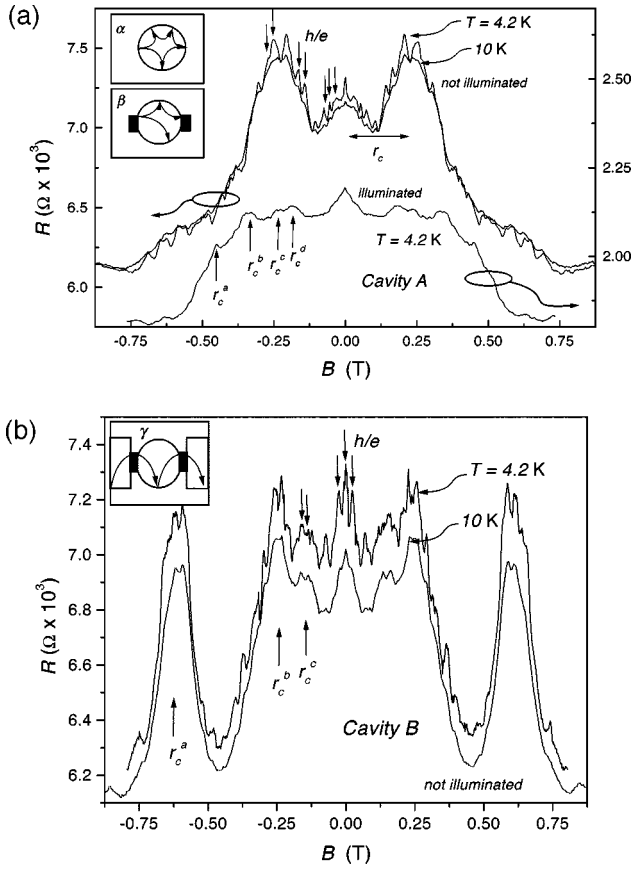 (a)
α
β
h/e
T = 4.2 K
10 K
not illuminated
7.5
7.0
6.5
6.0
2.50
2.25
2.00
R (Ω x 10³)
r_c
illuminated
T = 4.2 K
r_c^a
r_c^b
r_c^c
r_c^d
Cavity A
-0.75 -0.50 -0.25 0.00 0.25 0.50 0.75
B (T)
(b)
γ
h/e
T = 4.2 K
10 K
7.4
7.2
7.0
6.8
6.6
6.4
6.2
R (Ω x 10³)
r_c^a
r_c^b
r_c^c
Cavity B
not illuminated
-0.75 -0.50 -0.25 0.00 0.25 0.50 0.75
B (T)